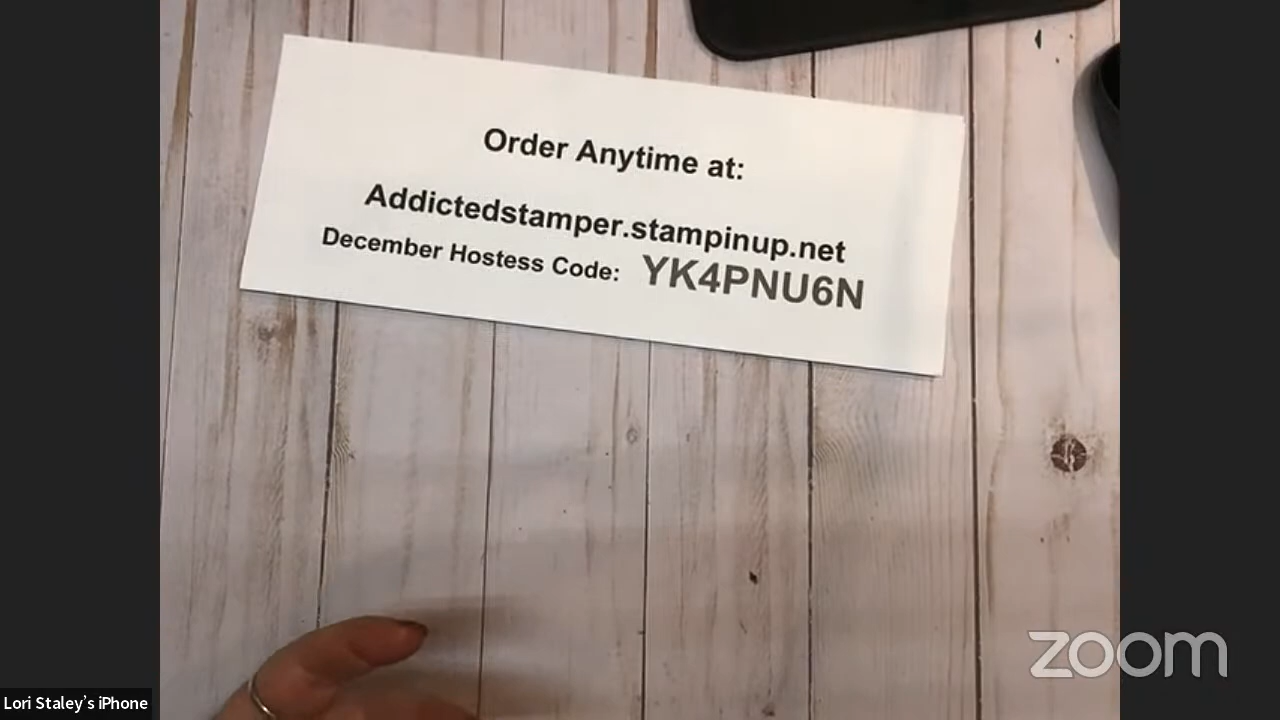 Order Anytime at:
Addictedstamper.stampinup.net
December Hostess Code: YK4PNU6N
zoom
Lori Staley's iPhone